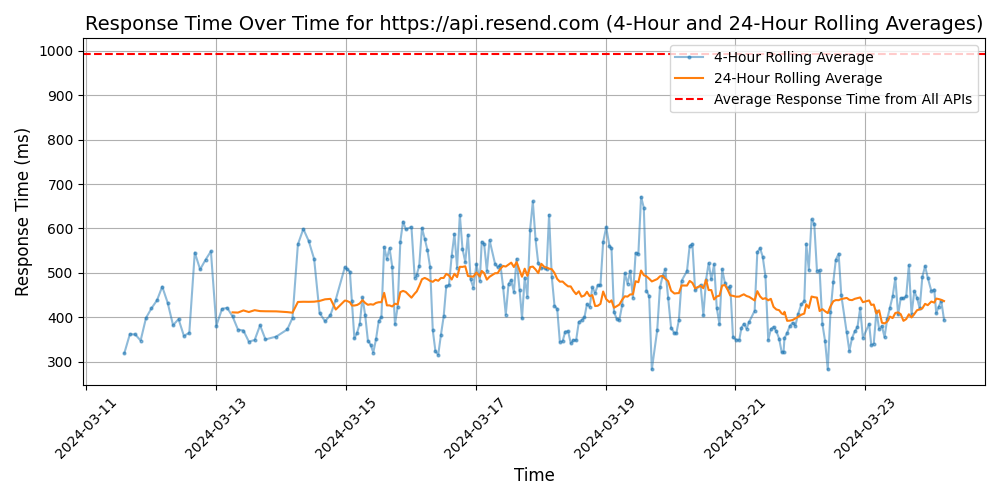 Response Time Over Time for https://api.resend.com (4-Hour and 24-Hour Rolling Averages)
4-Hour Rolling Average
24-Hour Rolling Average
Average Response Time from All APIs
Response Time (ms)
1000
900
800
700
600
500
400
300
2024-03-11
2024-03-13
2024-03-15
2024-03-17
2024-03-19
2024-03-21
2024-03-23
Time